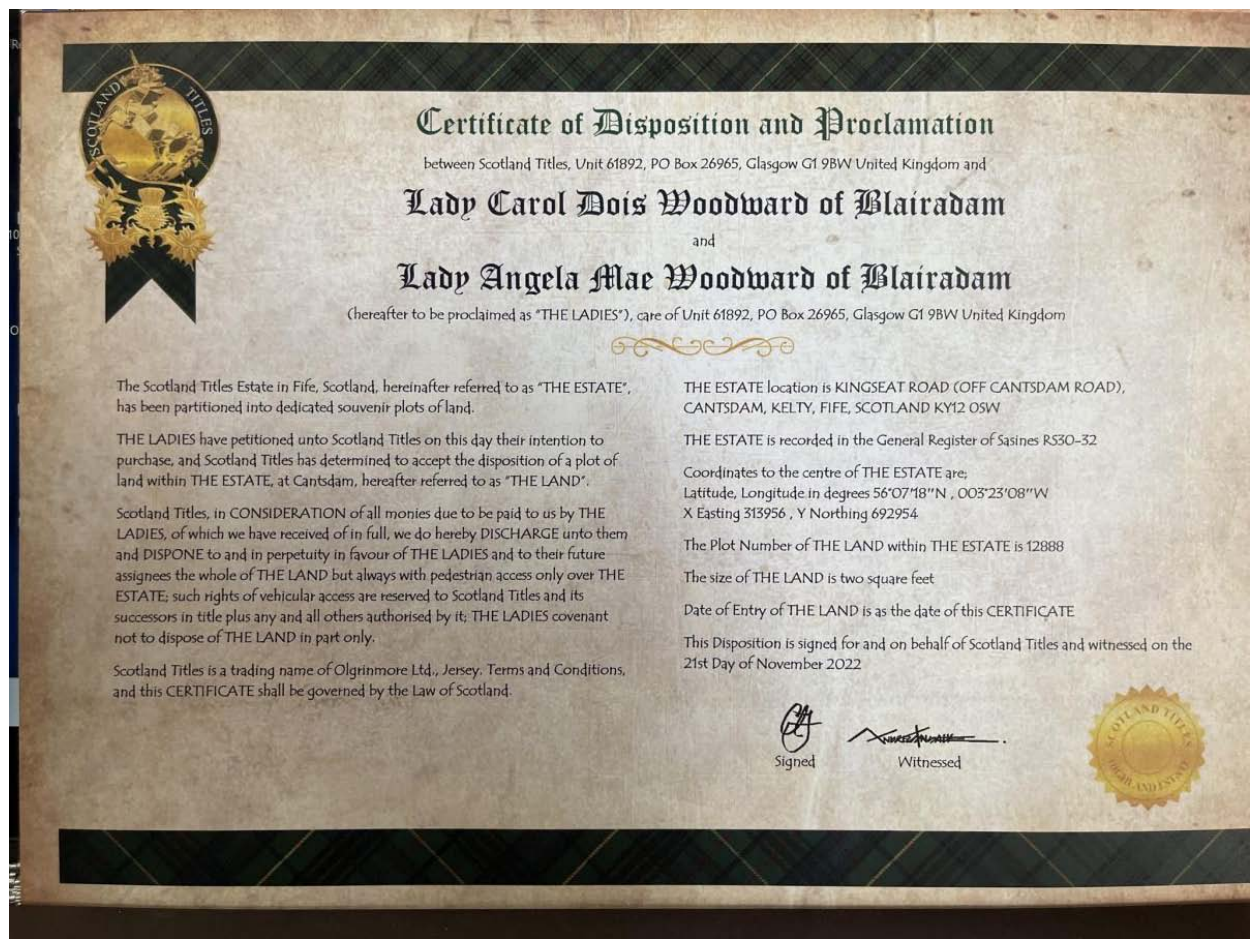 SCOTLAND TITLES
Certificate of Disposition and Proclamation
between Scotland Titles, Unit 61892, PO Box 26965, Glasgow G1 9BW United Kingdom and
Lady Carol Dois Woodward of Blairadam
and
Lady Angela Mae Woodward of Blairadam
(hereafter to be proclaimed as "THE LADIES"), care of Unit 61892, PO Box 26965, Glasgow G1 9BW United Kingdom
The Scotland Titles Estate in Fife, Scotland, hereinafter referred to as "THE ESTATE",
has been partitioned into dedicated souvenir plots of land.
THE LADIES have petitioned unto Scotland Titles on this day their intention to
purchase, and Scotland Titles has determined to accept the disposition of a plot of
land within THE ESTATE, at Cantsdam, hereafter referred to as "THE LAND".
Scotland Titles, in CONSIDERATION of all monies due to be paid to us by THE
LADIES, of which we have received of in full, we do hereby DISCHARGE unto them
and DISPONE to and in perpetuity in favour of THE LADIES and to their future
assignees the whole of THE LAND but always with pedestrian access only over THE
ESTATE; such rights of vehicular access are reserved to Scotland Titles and its
successors in title plus any and all others authorised by it; THE LADIES covenant
not to dispose of THE LAND in part only.
Scotland Titles is a trading name of Olgrinmore Ltd., Jersey. Terms and Conditions,
and this CERTIFICATE shall be governed by the Law of Scotland.
THE ESTATE location is KINGSEAT ROAD (OFF CANTSDAM ROAD),
CANTSDAM, KELTY, FIFE, SCOTLAND KY12 0SW
THE ESTATE is recorded in the General Register of Sasines RS30-32
Coordinates to the centre of THE ESTATE are;
Latitude, Longitude in degrees 56°07'18"N , 003°23'08"W
X Easting 313956 , Y Northing 692954
The Plot Number of THE LAND within THE ESTATE is 12888
The size of THE LAND is two square feet
Date of Entry of THE LAND is as the date of this CERTIFICATE
This Disposition is signed for and on behalf of Scotland Titles and witnessed on the
21st Day of November 2022
Signed
Witnessed
SCOTLAND TITLES
HIGHLAND ESTATE